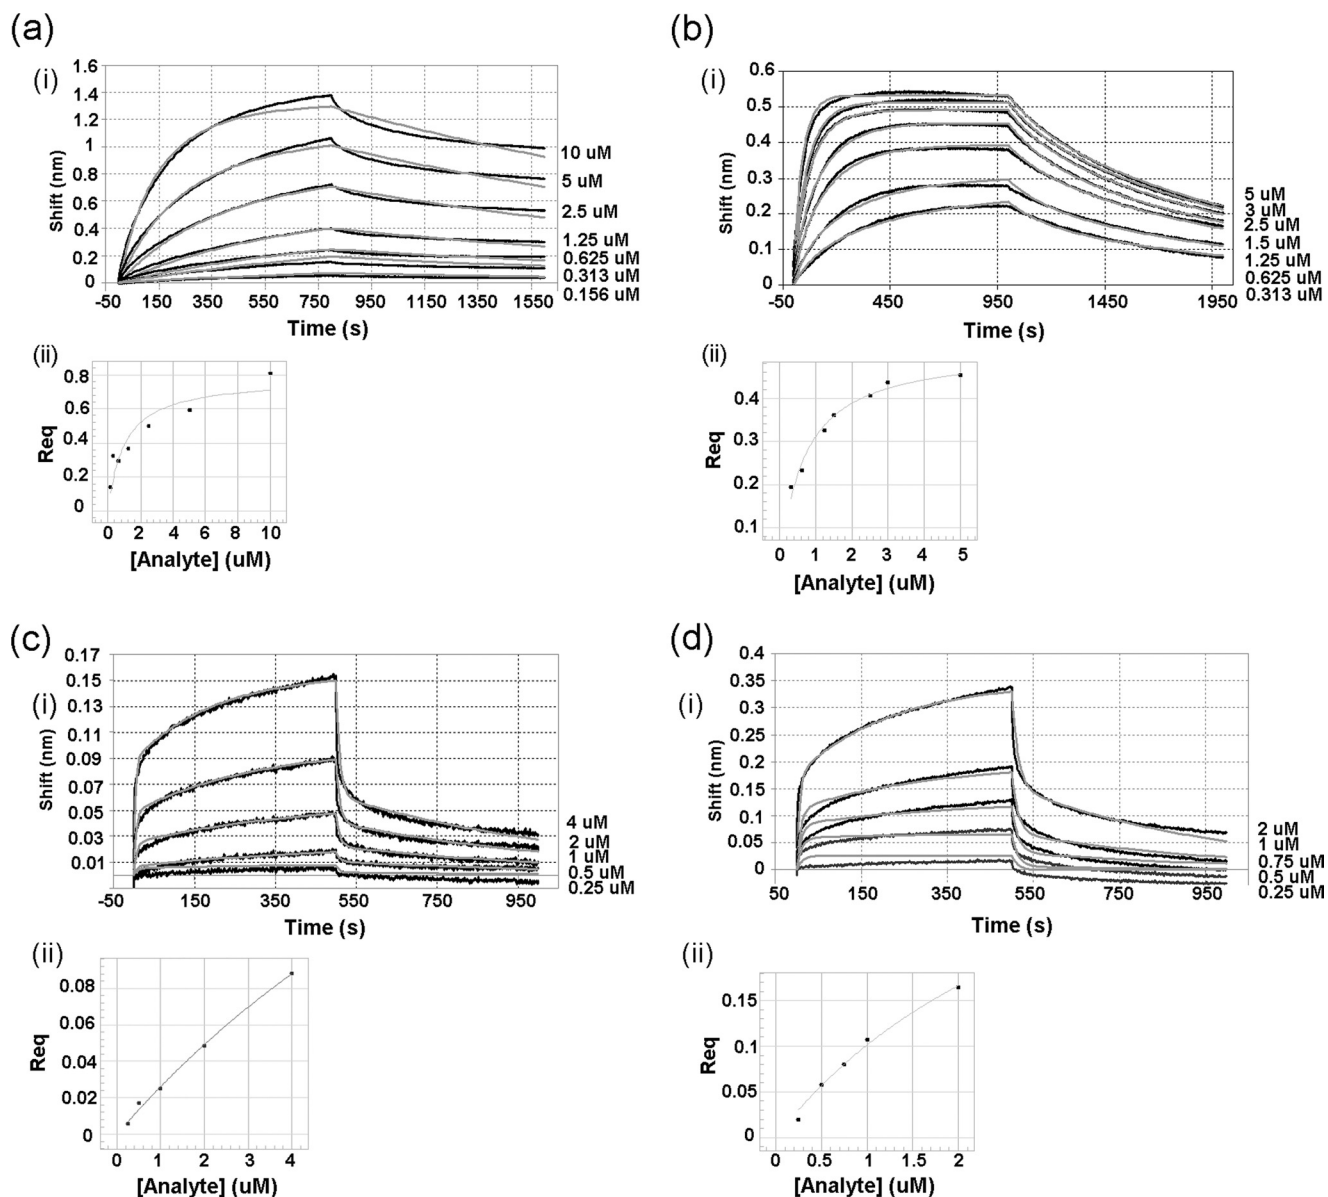 (a)
(i)
Shift (nm)
1.6
1.4
1.2
1
0.8
0.6
0.4
0.2
0
-50 150 350 550 750 950 1150 1350 1550
Time (s)
10 uM
5 uM
2.5 uM
1.25 uM
0.625 uM
0.313 uM
0.156 uM
(ii)
Req
0.8
0.6
0.4
0.2
0
0 2 4 6 8 10
[Analyte] (uM)
(b)
(i)
Shift (nm)
0.6
0.5
0.4
0.3
0.2
0.1
0
-50 450 950 1450 1950
Time (s)
5 uM
3 uM
2.5 uM
1.5 uM
1.25 uM
0.625 uM
0.313 uM
(ii)
Req
0.4
0.3
0.2
0.1
0 1 2 3 4 5
[Analyte] (uM)
(c)
(i)
Shift (nm)
0.17
0.15
0.13
0.11
0.09
0.07
0.05
0.03
0.01
-50 150 350 550 750 950
Time (s)
4 uM
2 uM
1 uM
0.5 uM
0.25 uM
(ii)
Req
0.08
0.06
0.04
0.02
0
0 1 2 3 4
[Analyte] (uM)
(d)
(i)
Shift (nm)
0.4
0.35
0.3
0.2
0.15
0.1
0.05
0
50 150 350 550 750 950
Time (s)
2 uM
1 uM
0.75 uM
0.5 uM
0.25 uM
(ii)
Req
0.15
0.1
0.05
0
0 0.5 1 1.5 2
[Analyte] (uM)